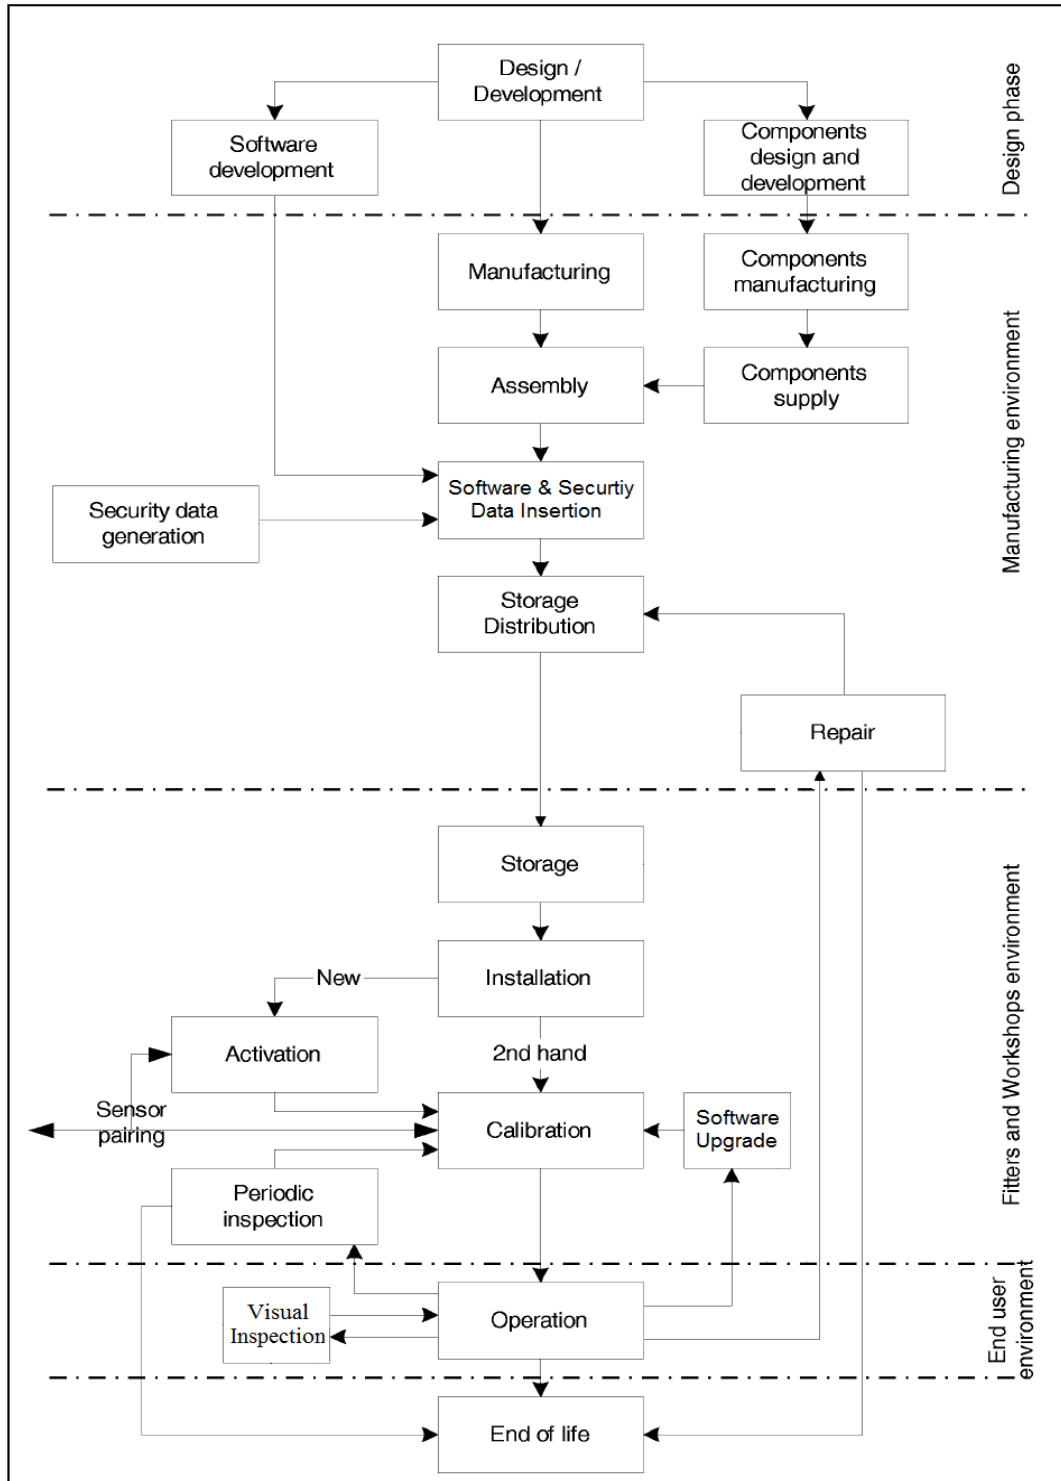 Design /
Development
Software
development
Components
design and
development
Design phase
Manufacturing
Components
manufacturing
Assembly
Components
supply
Manufacturing environment
Software & Securtiy
Data Insertion
Security data
generation
Storage
Distribution
Repair
Storage
Installation
New
Activation
2nd hand
Sensor
pairing
Calibration
Software
Upgrade
Periodic
inspection
Fitters and Workshops environment
Visual
Inspection
Operation
End user
environment
End of life